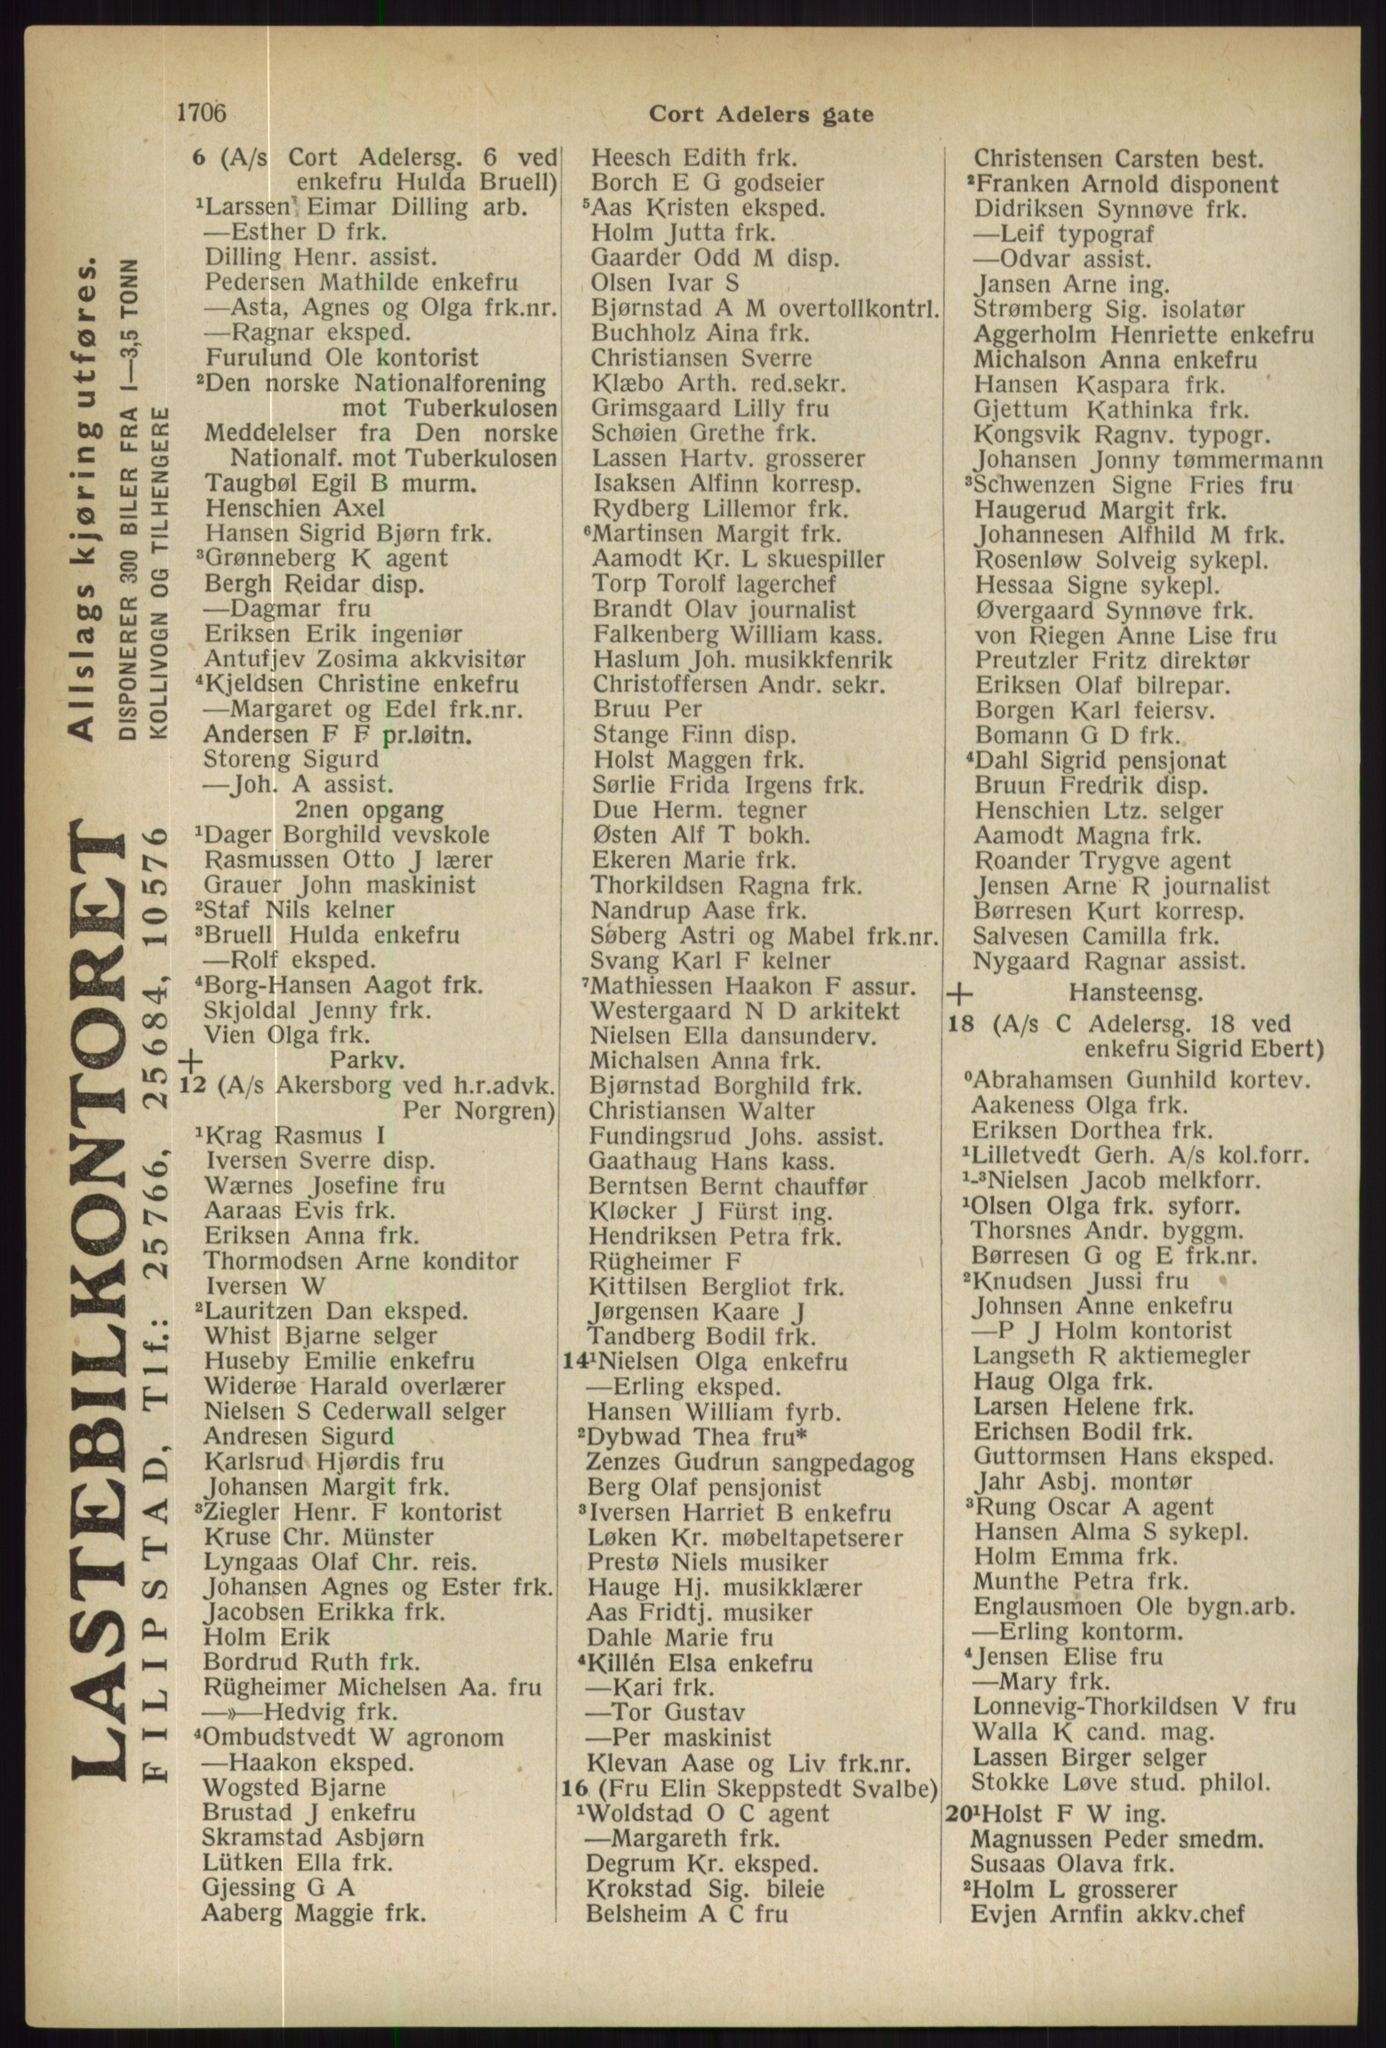 1706
Cort Adelers gate
6 (A/s Cort Adelersg. 6 ved
enkefru Hulda Bruell)
¹Larssen Eimar Dilling arb.
—Esther D frk.
Dilling Henr. assist.
Pedersen Mathilde enkefru
—Asta, Agnes og Olga frk.nr.
—Ragnar eksped.
Furulund Ole kontorist
²Den norske Nationalforening
mot Tuberkulosen
Meddelelser fra Den norske
Nationalf. mot Tuberkulosen
Taugbøl Egil B murm.
Henschien Axel
Hansen Sigrid Bjørn frk.
³Grønneberg K agent
Bergh Reidar disp.
—Dagmar fru
Eriksen Erik ingeniør
Antufjev Zosima akkvisitør
⁴Kjeldsen Christine enkefru
—Margaret og Edel frk.nr.
Andersen F F pr.løitn.
Storeng Sigurd
—Joh. A assist.
2nen opgang
¹Dager Borghild vevskole
Rasmussen Otto J lærer
Grauer John maskinist
²Staf Nils kelner
³Bruell Hulda enkefru
—Rolf eksped.
⁴Borg-Hansen Aagot frk.
Skjoldal Jenny frk.
Vien Olga frk.
+ Parkv.
12 (A/s Akersborg ved h.r.advk.
Per Norgren)
¹Krag Rasmus I
Iversen Sverre disp.
Wærnes Josefine fru
Aaraas Evis frk.
Eriksen Anna frk.
Thormodsen Arne konditor
Iversen W
²Lauritzen Dan eksped.
Whist Bjarne selger
Huseby Emilie enkefru
Widerøe Harald overlærer
Nielsen S Cederwall selger
Andresen Sigurd
Karlsrud Hjørdis fru
Johansen Margit frk.
³Ziegler Henr. F kontorist
Kruse Chr. Münster
Lyngaas Olaf Chr. reis.
Johansen Agnes og Ester frk.
Jacobsen Erikka frk.
Holm Erik
Bordrud Ruth frk.
Rügheimer Michelsen Aa. fru
—»—Hedvig frk.
⁴Ombudstvedt W agronom
—Haakon eksped.
Wogsted Bjarne
Brustad J enkefru
Skramstad Asbjørn
Lütken Ella frk.
Gjessing G A
Aaberg Maggie frk.
Heesch Edith frk.
Borch E G godseier
⁵Aas Kristen eksped.
Holm Jutta frk.
Gaarder Odd M disp.
Olsen Ivar S
Bjørnstad A M overtollkontrl.
Buchholz Aina frk.
Christiansen Sverre
Klæbo Arth. red.sekr.
Grimsgaard Lilly fru
Schøien Grethe frk.
Lassen Hartv. grosserer
Isaksen Alfinn korresp.
Rydberg Lillemor frk.
⁶Martinsen Margit frk.
Aamodt Kr. L skuespiller
Torp Torolf lagerchef
Brandt Olav journalist
Falkenberg William kass.
Haslum Joh. musikkfenrik
Christoffersen Andr. sekr.
Bruu Per
Stange Finn disp.
Holst Maggen frk.
Sørlie Frida Irgens frk.
Due Herm. tegner
Østen Alf T bokh.
Ekeren Marie frk.
Thorkildsen Ragna frk.
Nandrup Aase frk.
Søberg Astri og Mabel frk.nr.
Svang Karl F kelner
⁷Mathiessen Haakon F assur.
Westergaard N D arkitekt
Nielsen Ella dansunderv.
Michalsen Anna frk.
Bjørnstad Borghild frk.
Christiansen Walter
Fundingsrud Johs. assist.
Gaathaug Hans kass.
Berntsen Bernt chauffør
Kløcker J Fürst ing.
Hendriksen Petra frk.
Rügheimer F
Kittilsen Bergliot frk.
Jørgensen Kaare J
Tandberg Bodil frk.
14¹Nielsen Olga enkefru
—Erling eksped.
Hansen William fyrb.
²Dybwad Thea fru*
Zenzes Gudrun sangpedagog
Berg Olaf pensjonist
³Iversen Harriet B enkefru
Løken Kr. møbeltapetserer
Prestø Niels musiker
Hauge Hj. musikklærer
Aas Fridtj. musiker
Dahle Marie fru
⁴Killén Elsa enkefru
—Kari frk.
—Tor Gustav
—Per maskinist
Klevan Aase og Liv frk.nr.
16 (Fru Elin Skeppstedt Svalbe)
¹Woldstad O C agent
—Margareth frk.
Degrum Kr. eksped.
Krokstad Sig. bileie
Belsheim A C fru
Christensen Carsten best.
²Franken Arnold disponent
Didriksen Synnøve frk.
—Leif typograf
—Odvar assist.
Jansen Arne ing.
Strømberg Sig. isolatør
Aggerholm Henriette enkefru
Michalson Anna enkefru
Hansen Kaspara frk.
Gjettum Kathinka frk.
Kongsvik Ragnv. typogr.
Johansen Jonny tømmermann
³Schwenzen Signe Fries fru
Haugerud Margit frk.
Johannesen Alfhild M frk.
Rosenløw Solveig sykepl.
Hessaa Signe sykepl.
Øvergaard Synnøve frk.
von Riegen Anne Lise fru
Preutzler Fritz direktør
Eriksen Olaf bilrepar.
Borgen Karl feiersv.
Bomann G D frk.
⁴Dahl Sigrid pensjonat
Bruun Fredrik disp.
Henschien Ltz. selger
Aamodt Magna frk.
Roander Trygve agent
Jensen Arne R journalist
Børresen Kurt korresp.
Salvesen Camilla frk.
Nygaard Ragnar assist.
+ Hansteensg.
18 (A/s C Adelersg. 18 ved
enkefru Sigrid Ebert)
⁰Abrahamsen Gunhild kortev.
Aakeness Olga frk.
Eriksen Dorthea frk.
¹Lilletvedt Gerh. A/s kol.forr.
¹-³Nielsen Jacob melkforr.
¹Olsen Olga frk. syforr.
Thorsnes Andr. byggm.
Børresen G og E frk.nr.
²Knudsen Jussi fru
Johnsen Anne enkefru
—P J Holm kontorist
Langseth R aktiemegler
Haug Olga frk.
Larsen Helene frk.
Erichsen Bodil frk.
Guttormsen Hans eksped.
Jahr Asbj. montør
³Rung Oscar A agent
Hansen Alma S sykepl.
Holm Emma frk.
Munthe Petra frk.
Englausmoen Ole bygn.arb.
—Erling kontorm.
⁴Jensen Elise fru
—Mary frk.
Lonnevig-Thorkildsen V fru
Walla K cand. mag.
Lassen Birger selger
Stokke Løve stud. philol.
20¹Holst F W ing.
Magnussen Peder smedm.
Susaas Olava frk.
²Holm L grosserer
Evjen Arnfin akkv.chef
LASTEBILKONTORET
FILIPSTAD, Tlf.: 25766, 25684, 10576
Allslags kjøring utføres.
DISPONERER 300 BILER FRA 1—3,5 TONN
KOLLIVOGN OG TILHENGERE